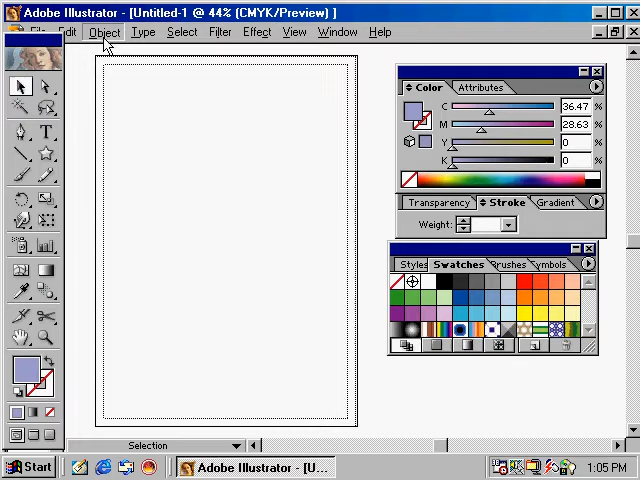 Adobe Illustrator - [Untitled-1 @ 44% (CMYK/Preview) ]
File Edit Object Type Select Filter Effect View Window Help
Color Attributes
C 36.47 %
M 28.63 %
Y 0 %
K 0 %
Transparency Stroke Gradient
Weight:
Styles Swatches Brushes Symbols
Selection
Start Adobe Illustrator - [U... 1:05 PM